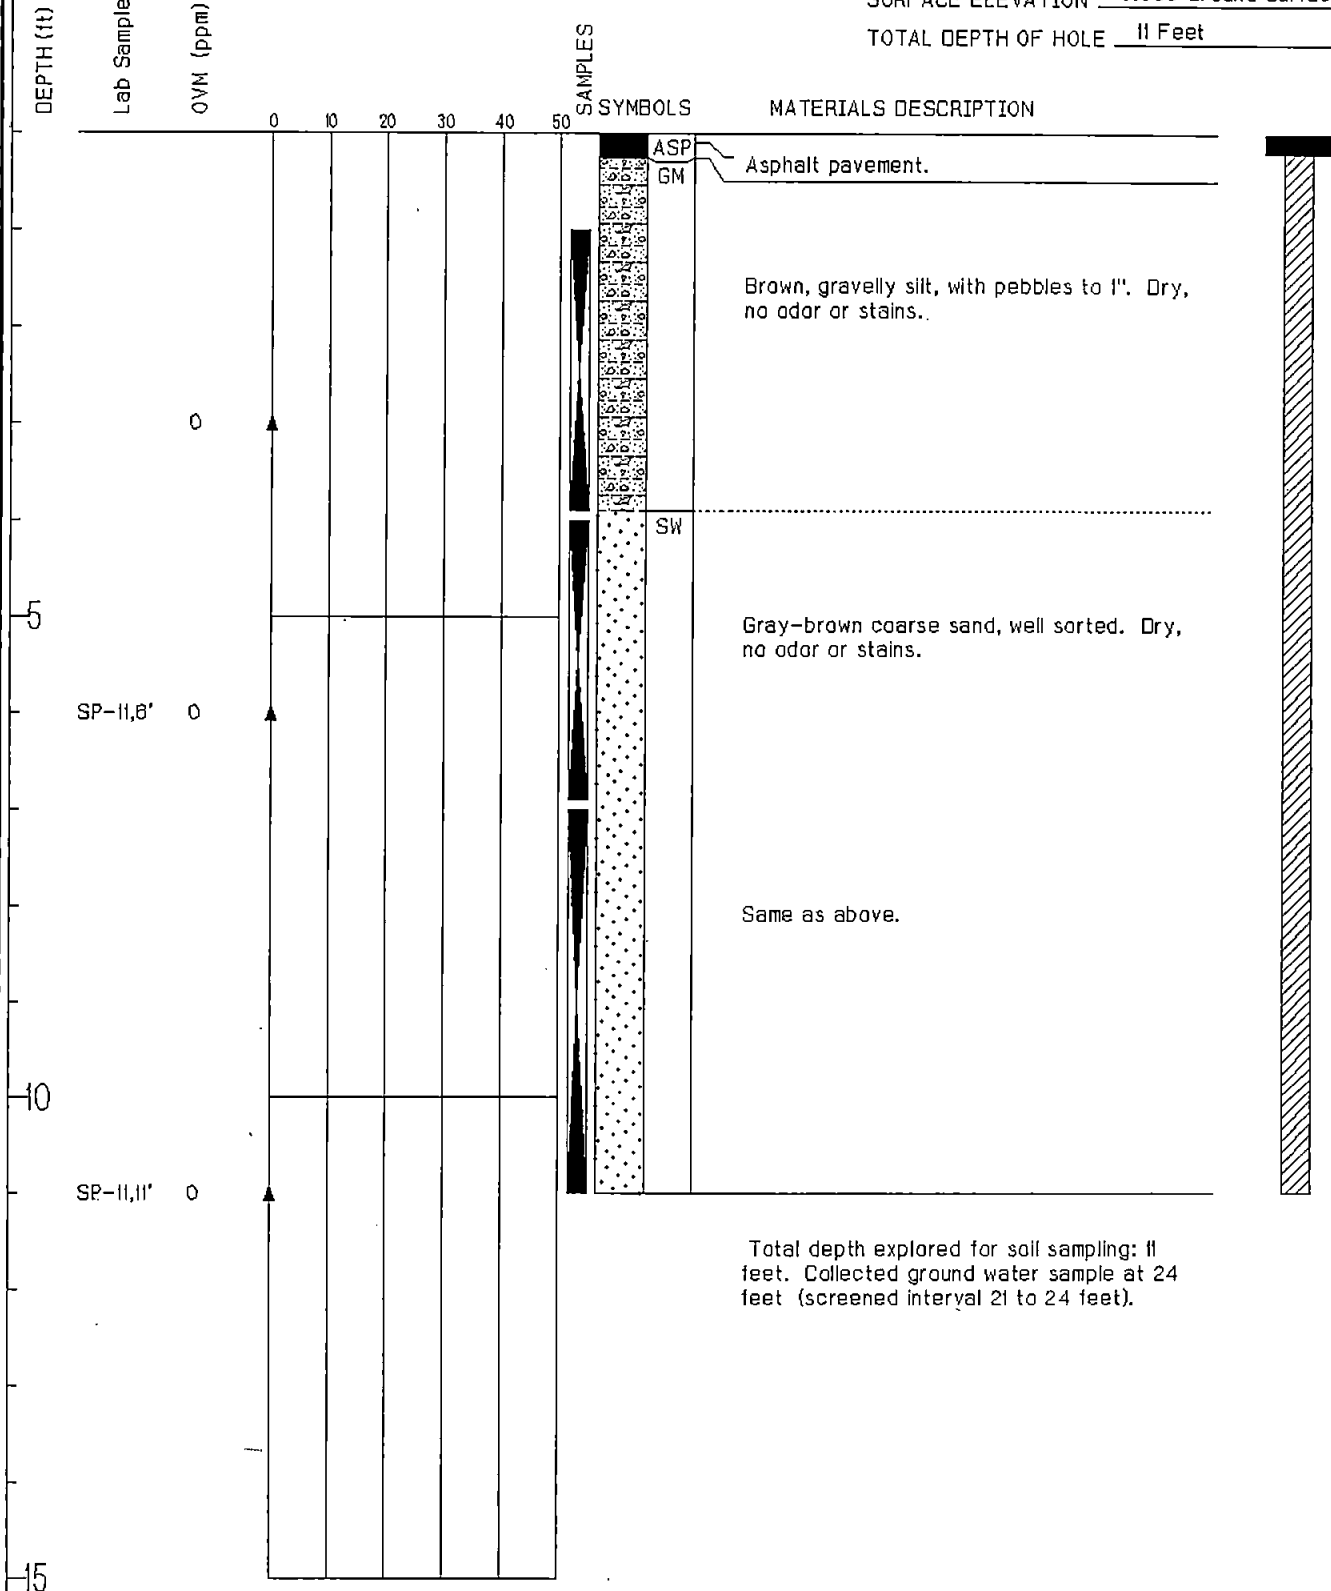 SURFACE ELEVATION
TOTAL DEPTH OF HOLE 11 Feet
DEPTH (ft)
Lab Sample
OVM (ppm)
SAMPLES
SYMBOLS
MATERIALS DESCRIPTION
0 10 20 30 40 50
ASP
Asphalt pavement.
GM
Brown, gravelly silt, with pebbles to 1". Dry,
no odor or stains.
0
SW
5
Gray-brown coarse sand, well sorted. Dry,
no odor or stains.
SP-11,6' 0
Same as above.
10
SP-11,11' 0
Total depth explored for soil sampling: 11
feet. Collected ground water sample at 24
feet (screened interval 21 to 24 feet).
15